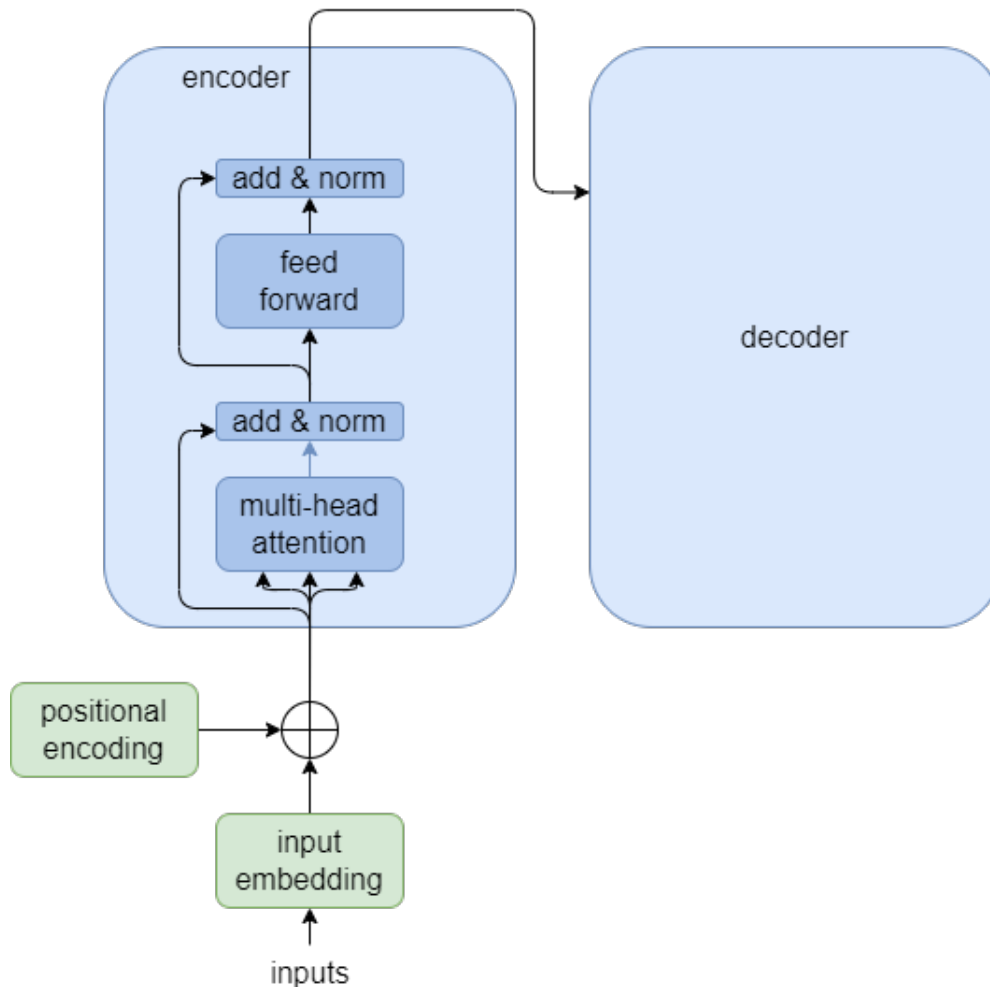 encoder
add & norm
feed
forward
add & norm
multi-head
attention
decoder
positional
encoding
input
embedding
inputs